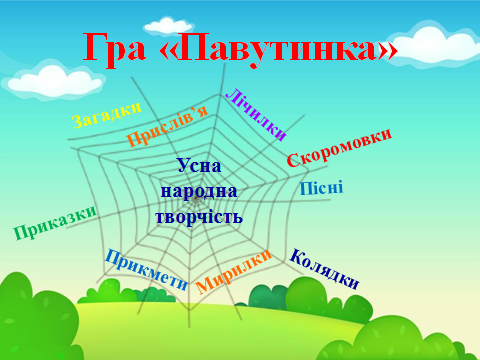 Гра «Павутинка»
Загадки
Прислів'я
Лічилки
Скоромовки
Усна
народна
творчість
Пісні
Приказки
Прикмети
Мирилки
Колядки